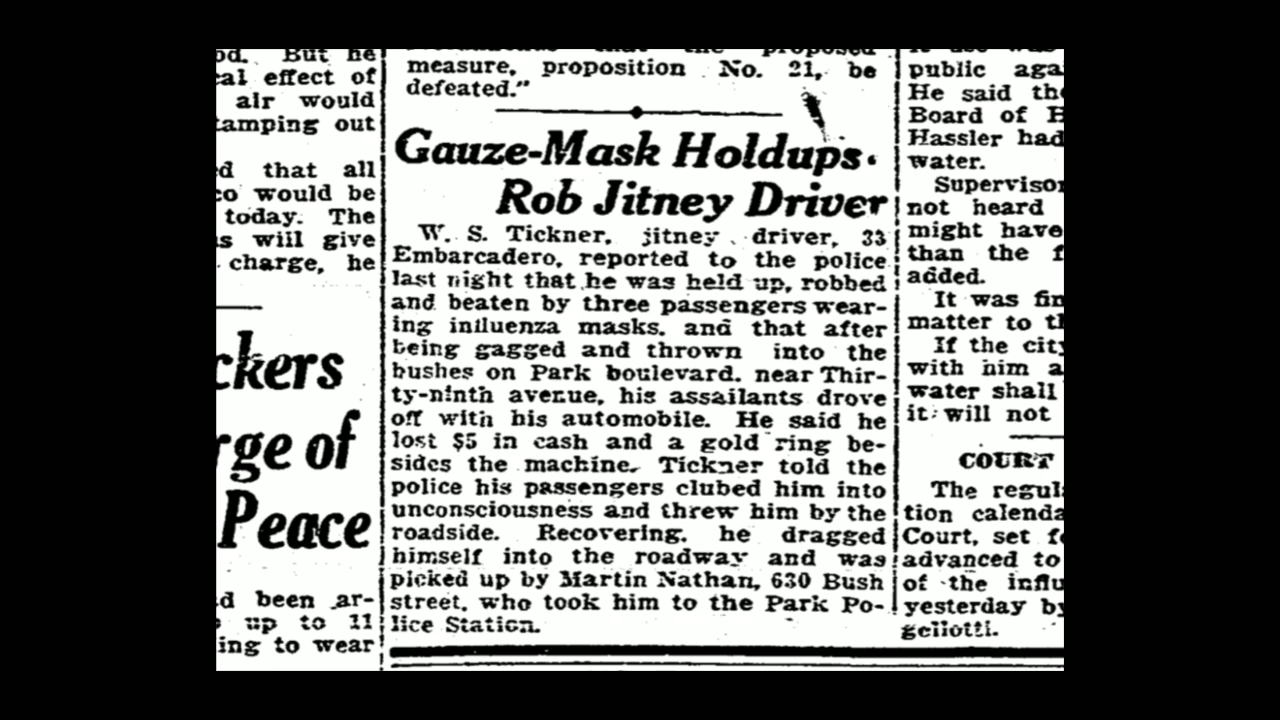 od. But he
cal effect of
air would
tamping out
d that all
co would be
today. The
as will give
charge, he
ckers
rge of
Peace
d been ar-
up to 11
ing to wear
that the proposed
measure, proposition No. 21, be
defeated."
Gauze-Mask Holdups
Rob Jitney Driver
W. S. Tickner, jitney driver, 33
Embarcadero, reported to the police
last night that he was held up, robbed
and beaten by three passengers wear-
ing influenza masks, and that after
being gagged and thrown into the
bushes on Park boulevard, near Thir-
ty-ninth avenue, his assailants drove
off with his automobile. He said he
lost $5 in cash and a gold ring be-
sides the machine. Tickner told the
police his passengers clubed him into
unconsciousness and threw him by the
roadside. Recovering, he dragged
himself into the roadway and was
picked up by Martin Nathan, 630 Bush
street, who took him to the Park Po-
lice Station.
public aga
He said the
Board of H
Hassler had
water.
Supervisor
not heard
might have
than the f
added.
It was fin
matter to th
If the city
with him a
water shall
it will not
COURT
The regul
tion calenda
Court, set fo
advanced to
of the influ
yesterday by
gellotti.